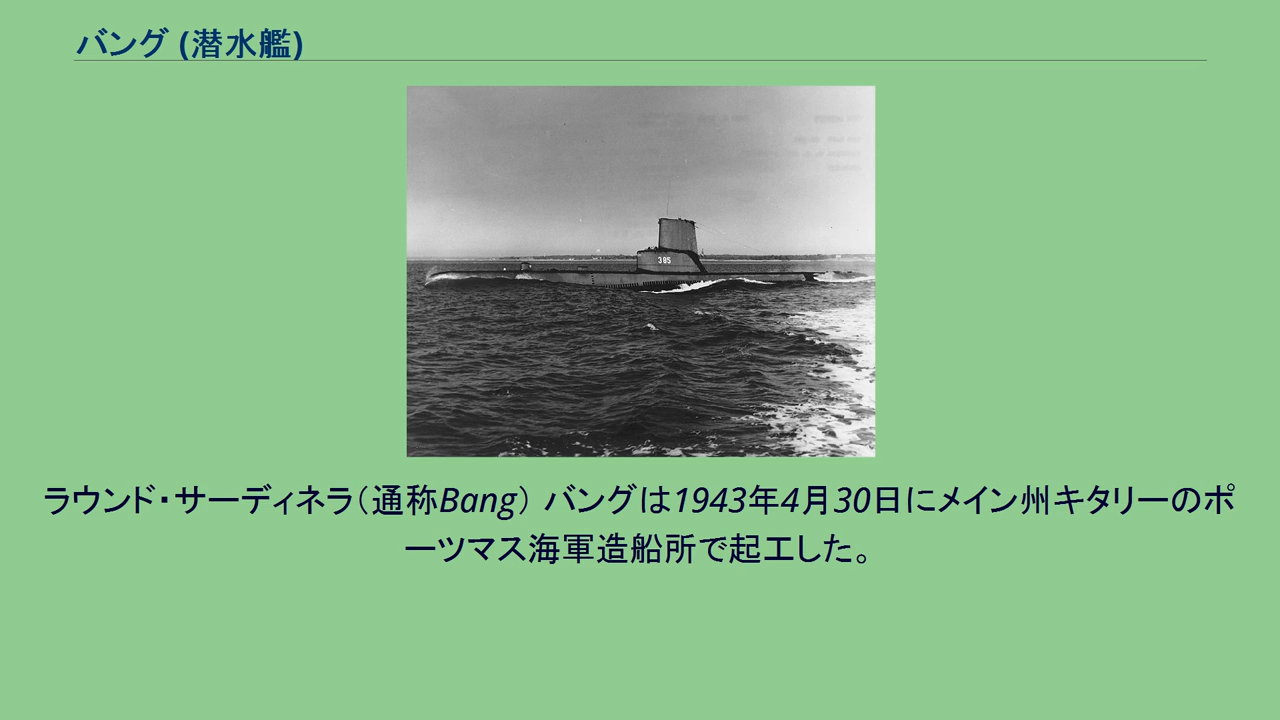 バング (潜水艦)
385
ラウンド・サーディネラ（通称Bang） バングは1943年4月30日にメイン州キタリーのポ
ーツマス海軍造船所で起工した。